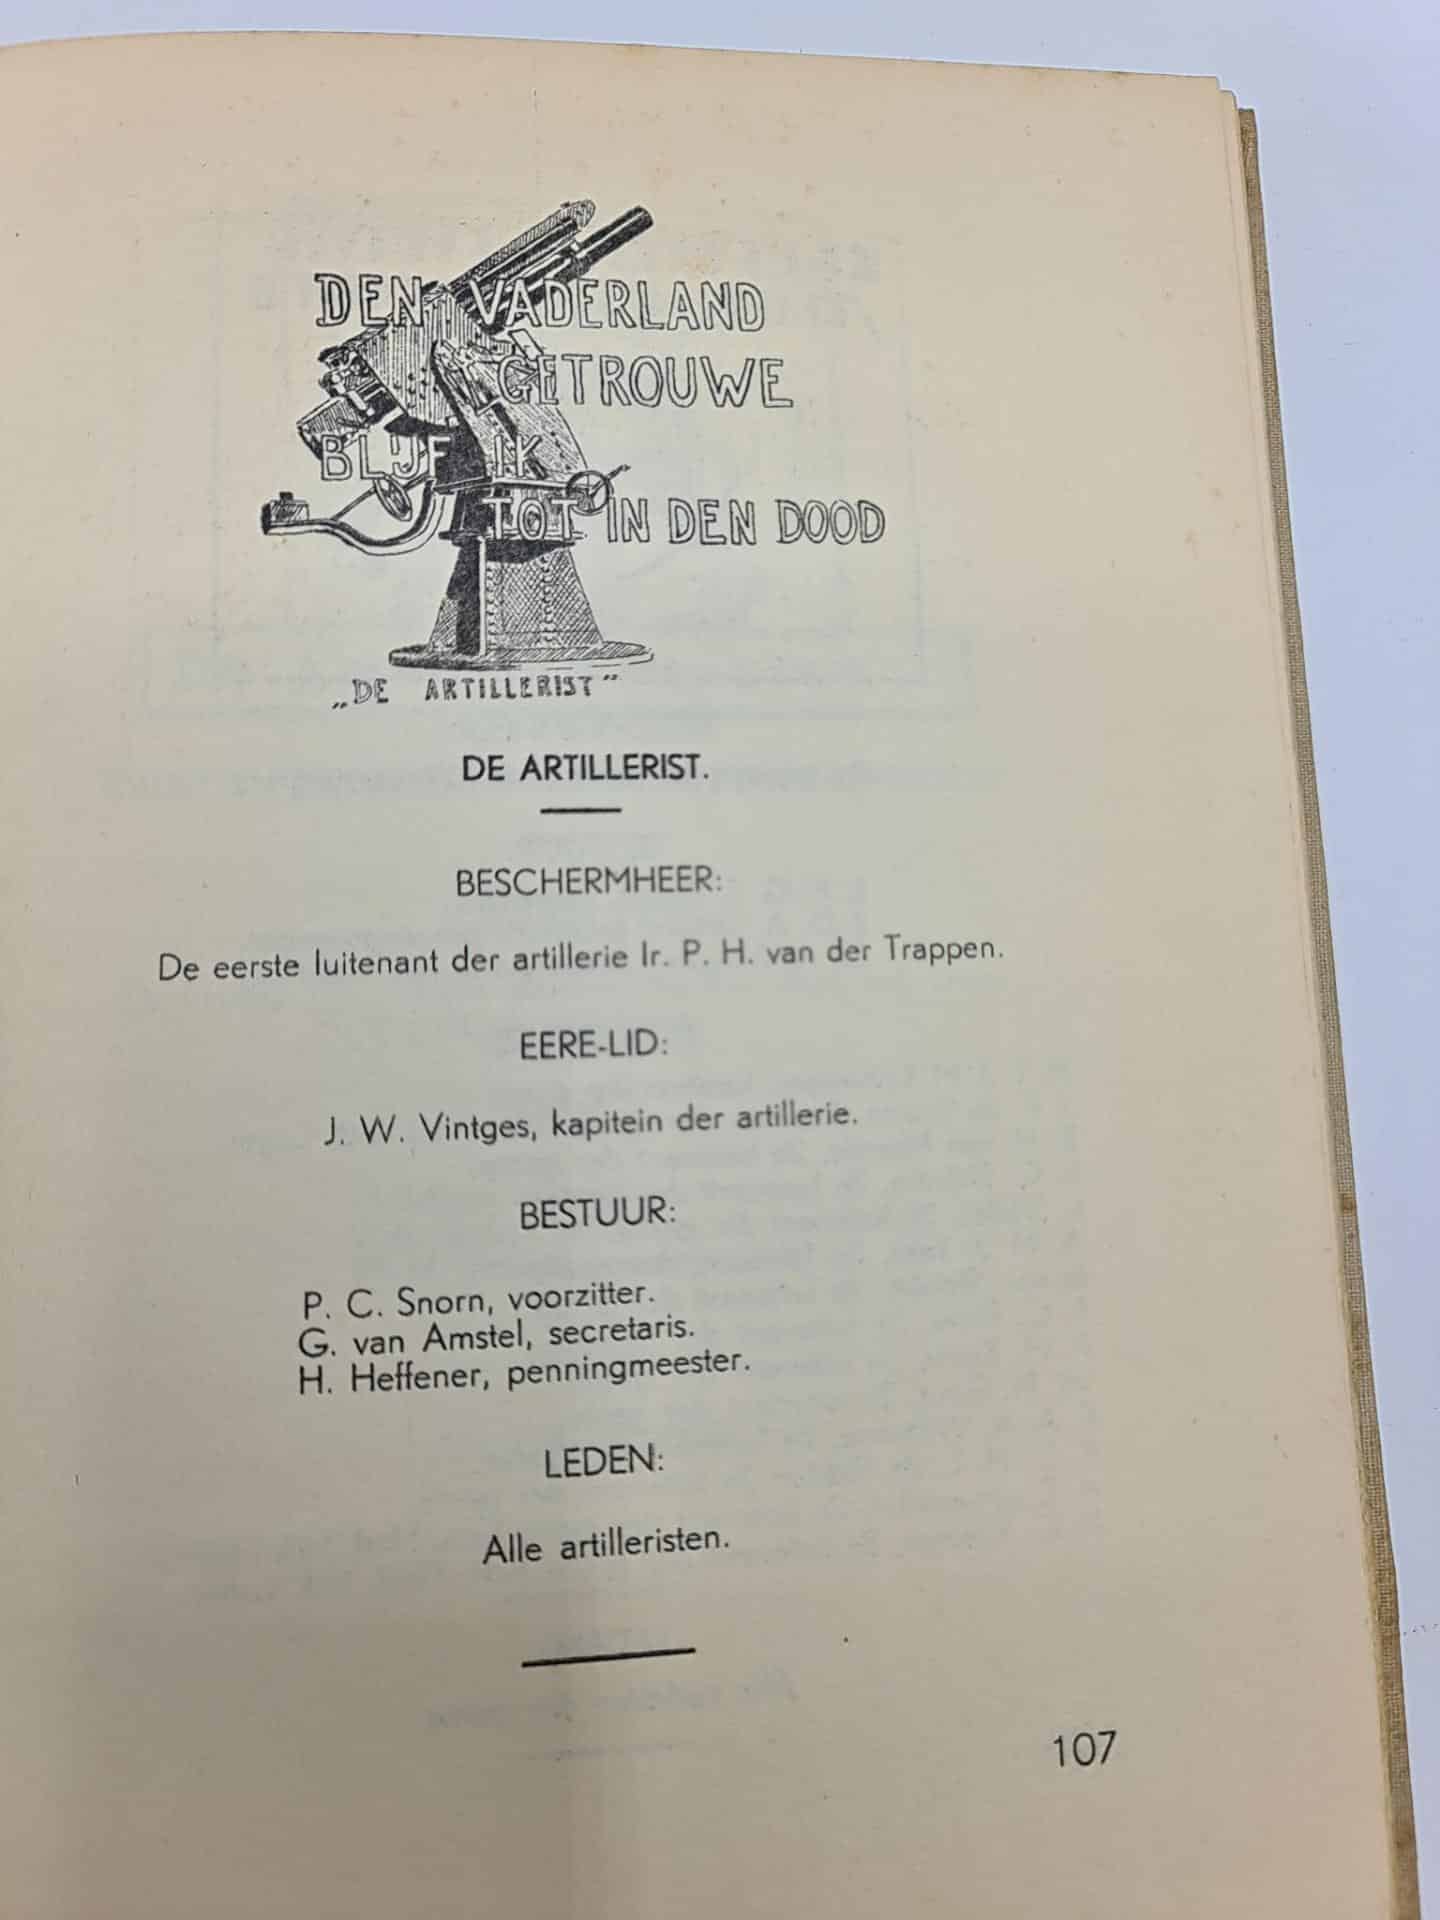 DEN VADERLAND
GETROUWE
BLIJF IK
TOT IN DEN DOOD
„DE ARTILLERIST”
DE ARTILLERIST.
BESCHERMHEER:
De eerste luitenant der artillerie Ir. P. H. van der Trappen.
EERE-LID:
J. W. Vintges, kapitein der artillerie.
BESTUUR:
P. C. Snorn, voorzitter.
G. van Amstel, secretaris.
H. Heffener, penningmeester.
LEDEN:
Alle artilleristen.
107